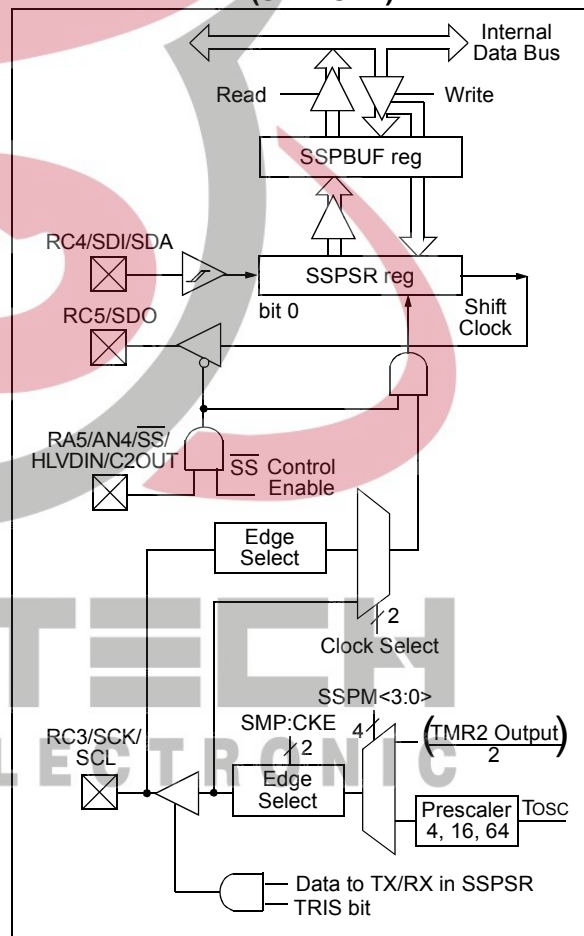 Internal
Data Bus
Read
Write
SSPBUF reg
RC4/SDI/SDA
SSPSR reg
bit 0
Shift
Clock
RC5/SDO
RA5/AN4/SS/
HLVDIN/C2OUT
SS Control
Enable
Edge
Select
2
Clock Select
SSPM<3:0>
4
SMP:CKE
2
Edge
Select
RC3/SCK/
SCL
(TMR2 Output)
2
Prescaler
4, 16, 64
TOSC
Data to TX/RX in SSPSR
TRIS bit
TECH
ELECTRONIC